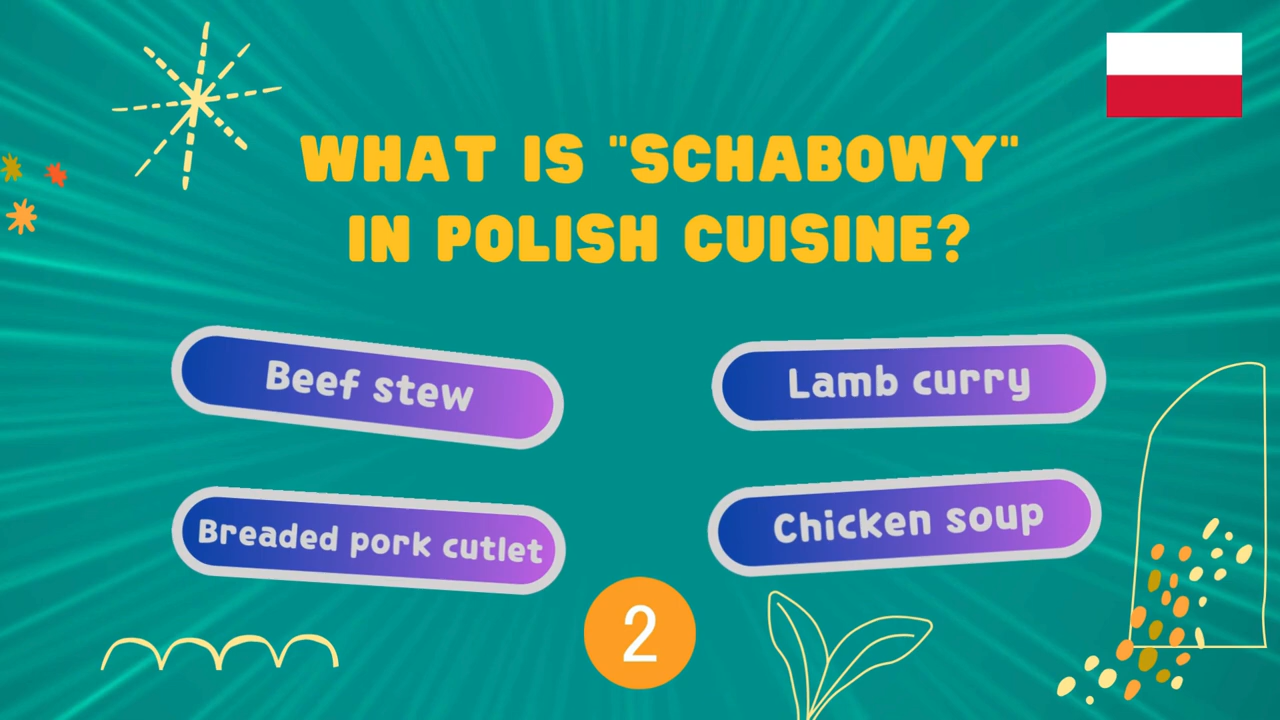 WHAT IS "SCHABOWY"
IN POLISH CUISINE?
Beef stew
Lamb curry
Breaded pork cutlet
Chicken soup
2